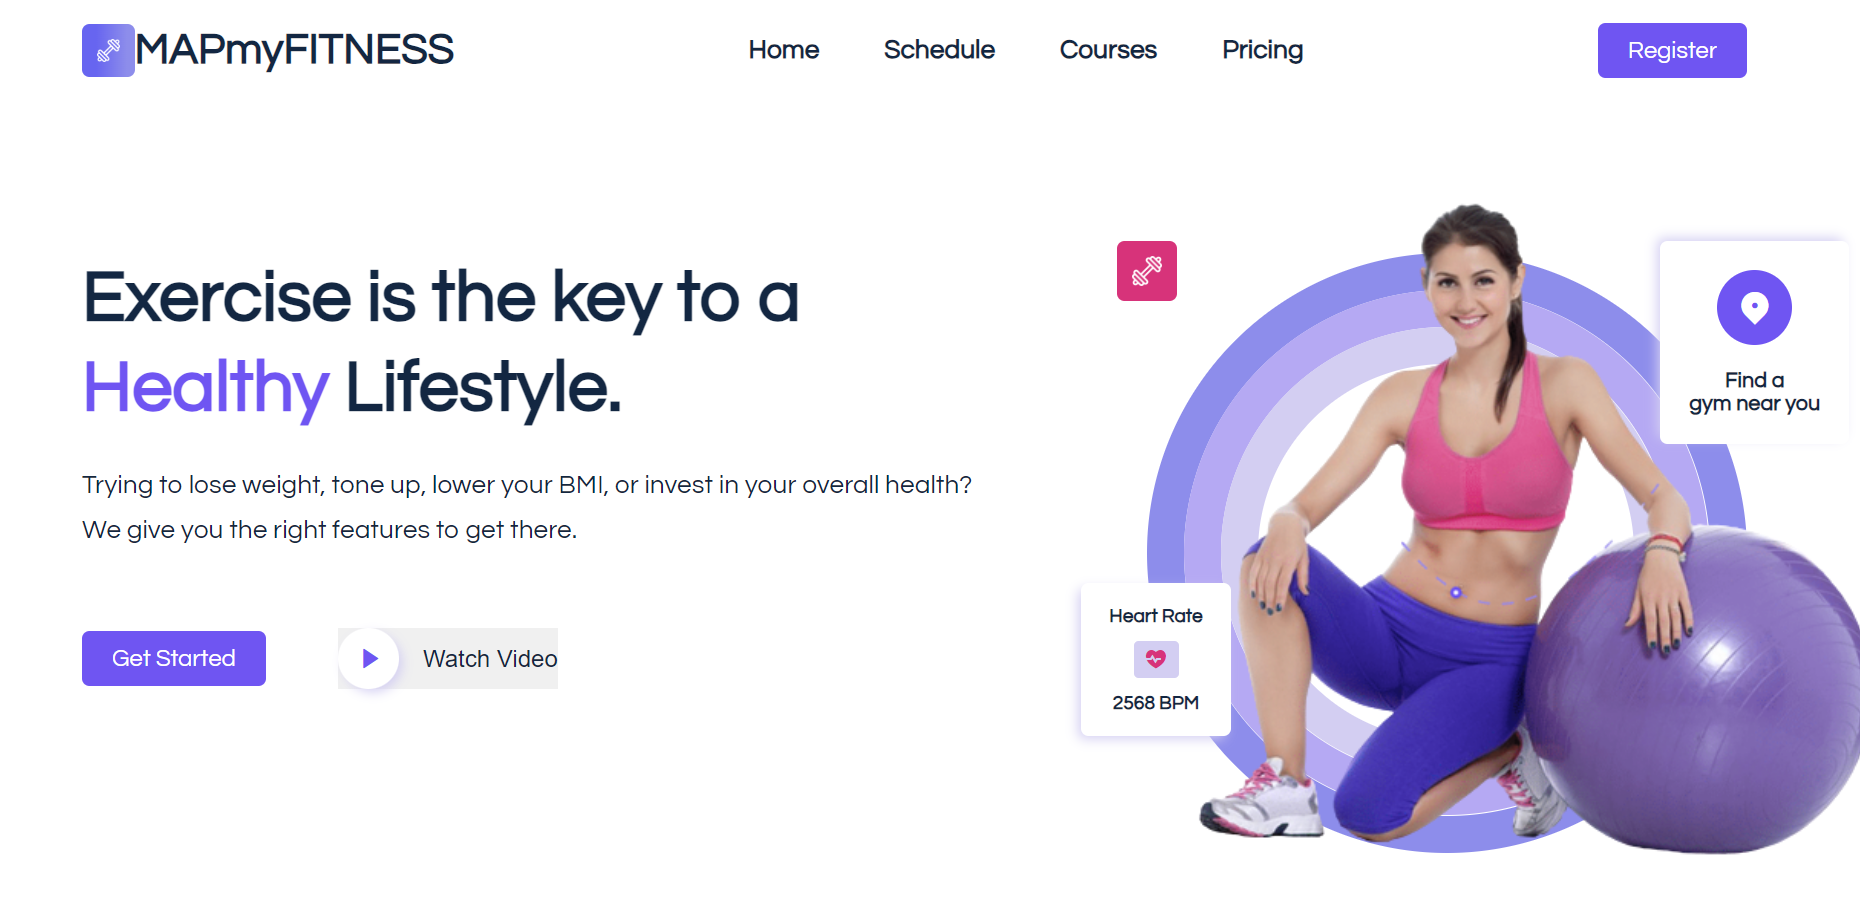 MAPmyFITNESS
Home
Schedule
Courses
Pricing
Register
Exercise is the key to a
Healthy Lifestyle.
Trying to lose weight, tone up, lower your BMI, or invest in your overall health?
We give you the right features to get there.
Get Started
Watch Video
Find a
gym near you
Heart Rate
2568 BPM